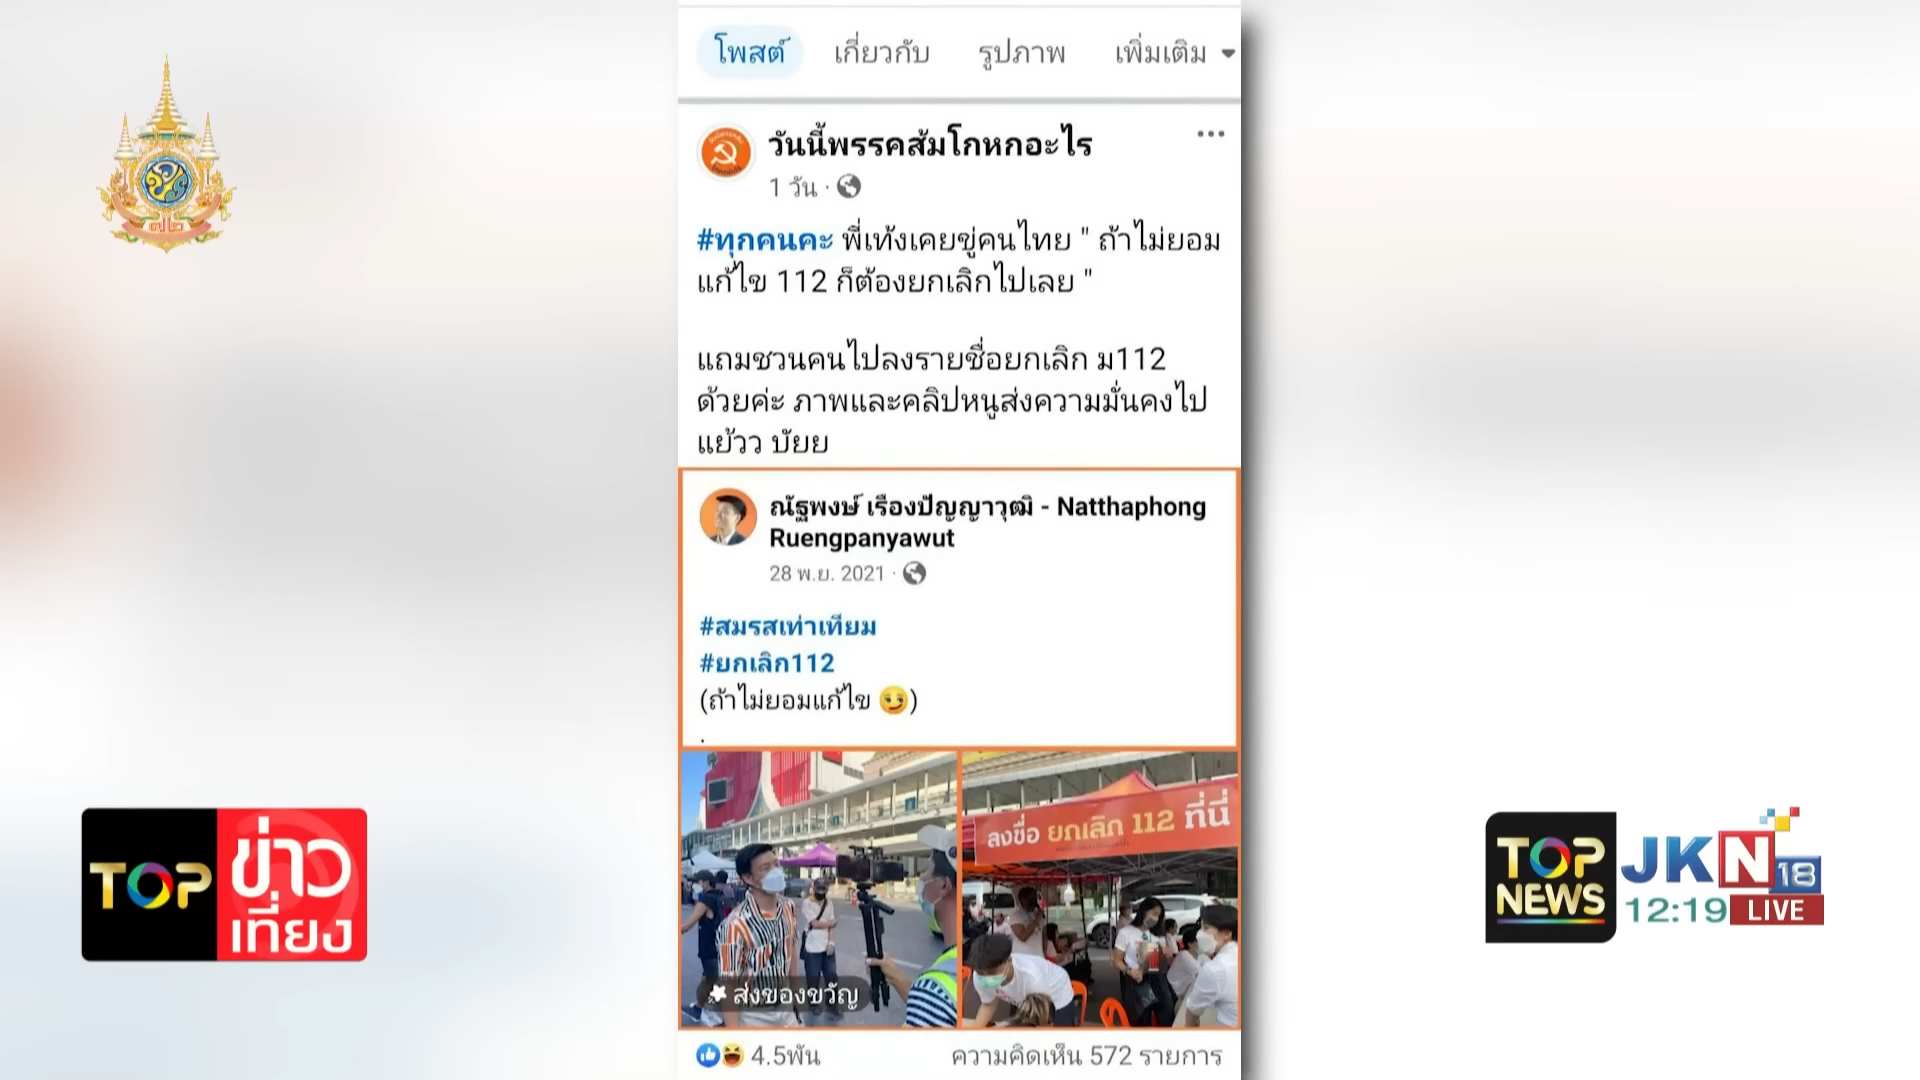 โพสต์ เกี่ยวกับ รูปภาพ เพิ่มเติม
วันนี้พรรคส้มโกหกอะไร
1 วัน ·
#ทุกคนคะ พี่เท้งเคยขู่คนไทย " ถ้าไม่ยอม
แก้ไข 112 ก็ต้องยกเลิกไปเลย "
แถมชวนคนไปลงรายชื่อยกเลิก ม112
ด้วยค่ะ ภาพและคลิปหนูส่งความมั่นคงไป
แย้วว บัยย
ณัฐพงษ์ เรืองปัญญาวุฒิ - Natthaphong
Ruengpanyawut
28 พ.ย. 2021 ·
#สมรสเท่าเทียม
#ยกเลิก112
(ถ้าไม่ยอมแก้ไข 😏)
.
ลงชื่อ ยกเลิก 112 ที่นี่
ส่งของขวัญ
4.5พัน ความคิดเห็น 572 รายการ
๗๒
TOP ข่าว
เที่ยง
TOP
NEWS
JKN 18
12:19 LIVE